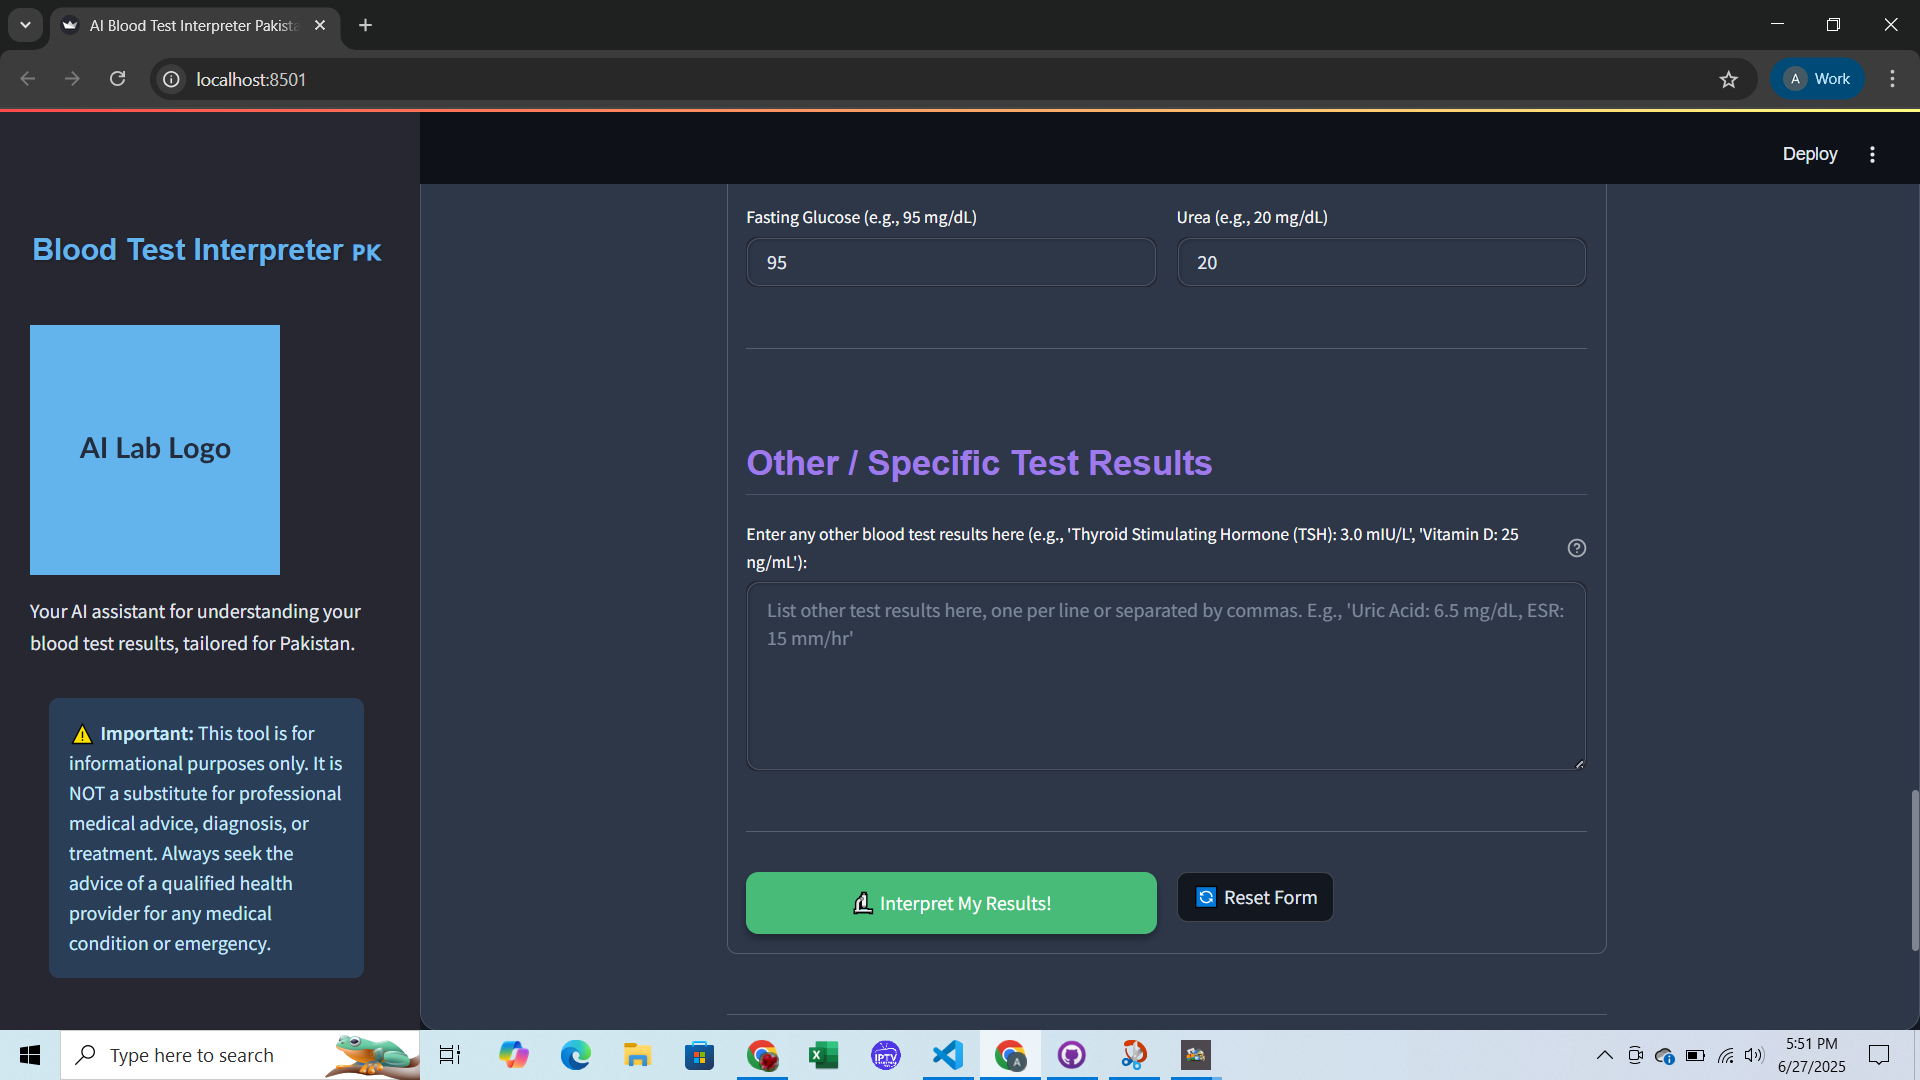 AI Blood Test Interpreter Pakista
localhost:8501
A Work
Deploy
Blood Test Interpreter PK
AI Lab Logo
Your AI assistant for understanding your
blood test results, tailored for Pakistan.
⚠️ Important: This tool is for
informational purposes only. It is
NOT a substitute for professional
medical advice, diagnosis, or
treatment. Always seek the
advice of a qualified health
provider for any medical
condition or emergency.
Fasting Glucose (e.g., 95 mg/dL)
95
Urea (e.g., 20 mg/dL)
20
Other / Specific Test Results
Enter any other blood test results here (e.g., 'Thyroid Stimulating Hormone (TSH): 3.0 mIU/L', 'Vitamin D: 25
ng/mL'):
List other test results here, one per line or separated by commas. E.g., 'Uric Acid: 6.5 mg/dL, ESR:
15 mm/hr'
🔬 Interpret My Results!
🔄 Reset Form
Type here to search
IPTV
A
5:51 PM
6/27/2025